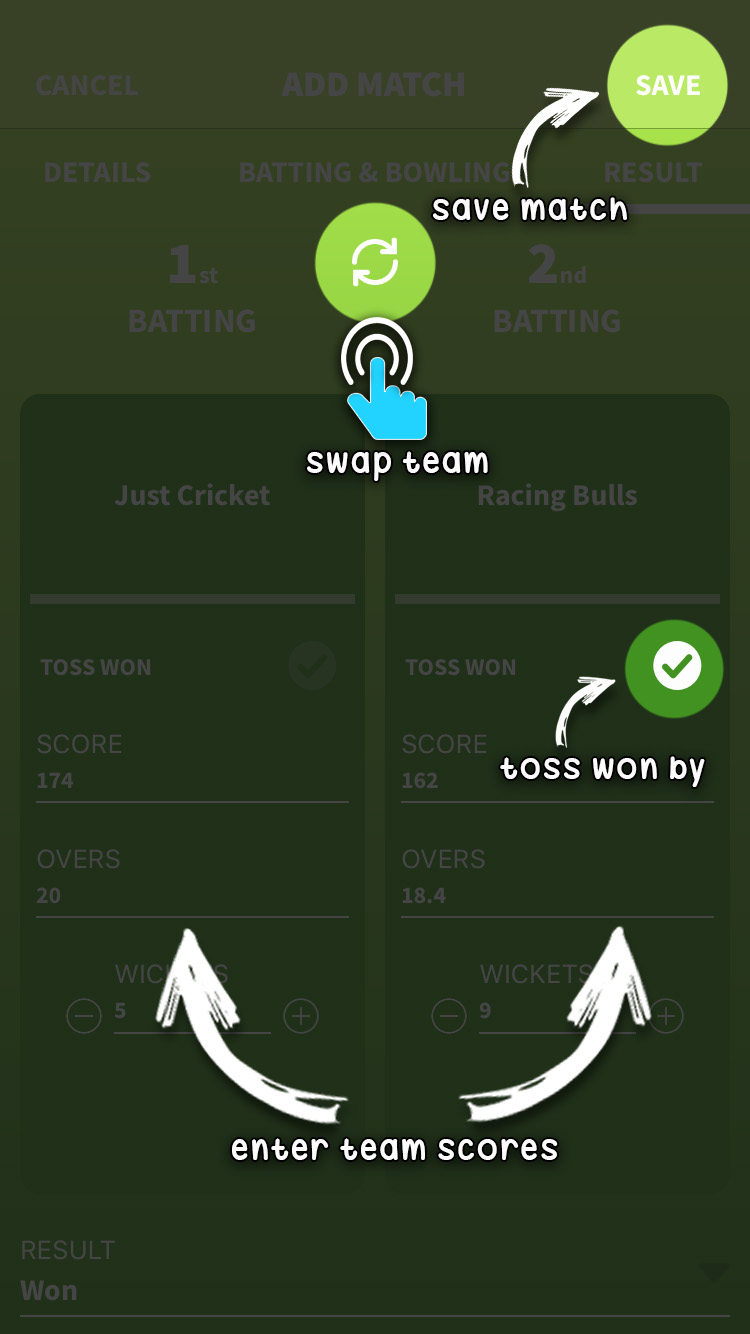 CANCEL ADD MATCH SAVE
DETAILS BATTING & BOWLING RESULT
save match
1st 2nd
BATTING BATTING
swap team
Just Cricket Racing Bulls
TOSS WON TOSS WON
SCORE SCORE
toss won by
174 162
OVERS OVERS
20 18.4
WICKETS WICKETS
5 9
enter team scores
RESULT
Won